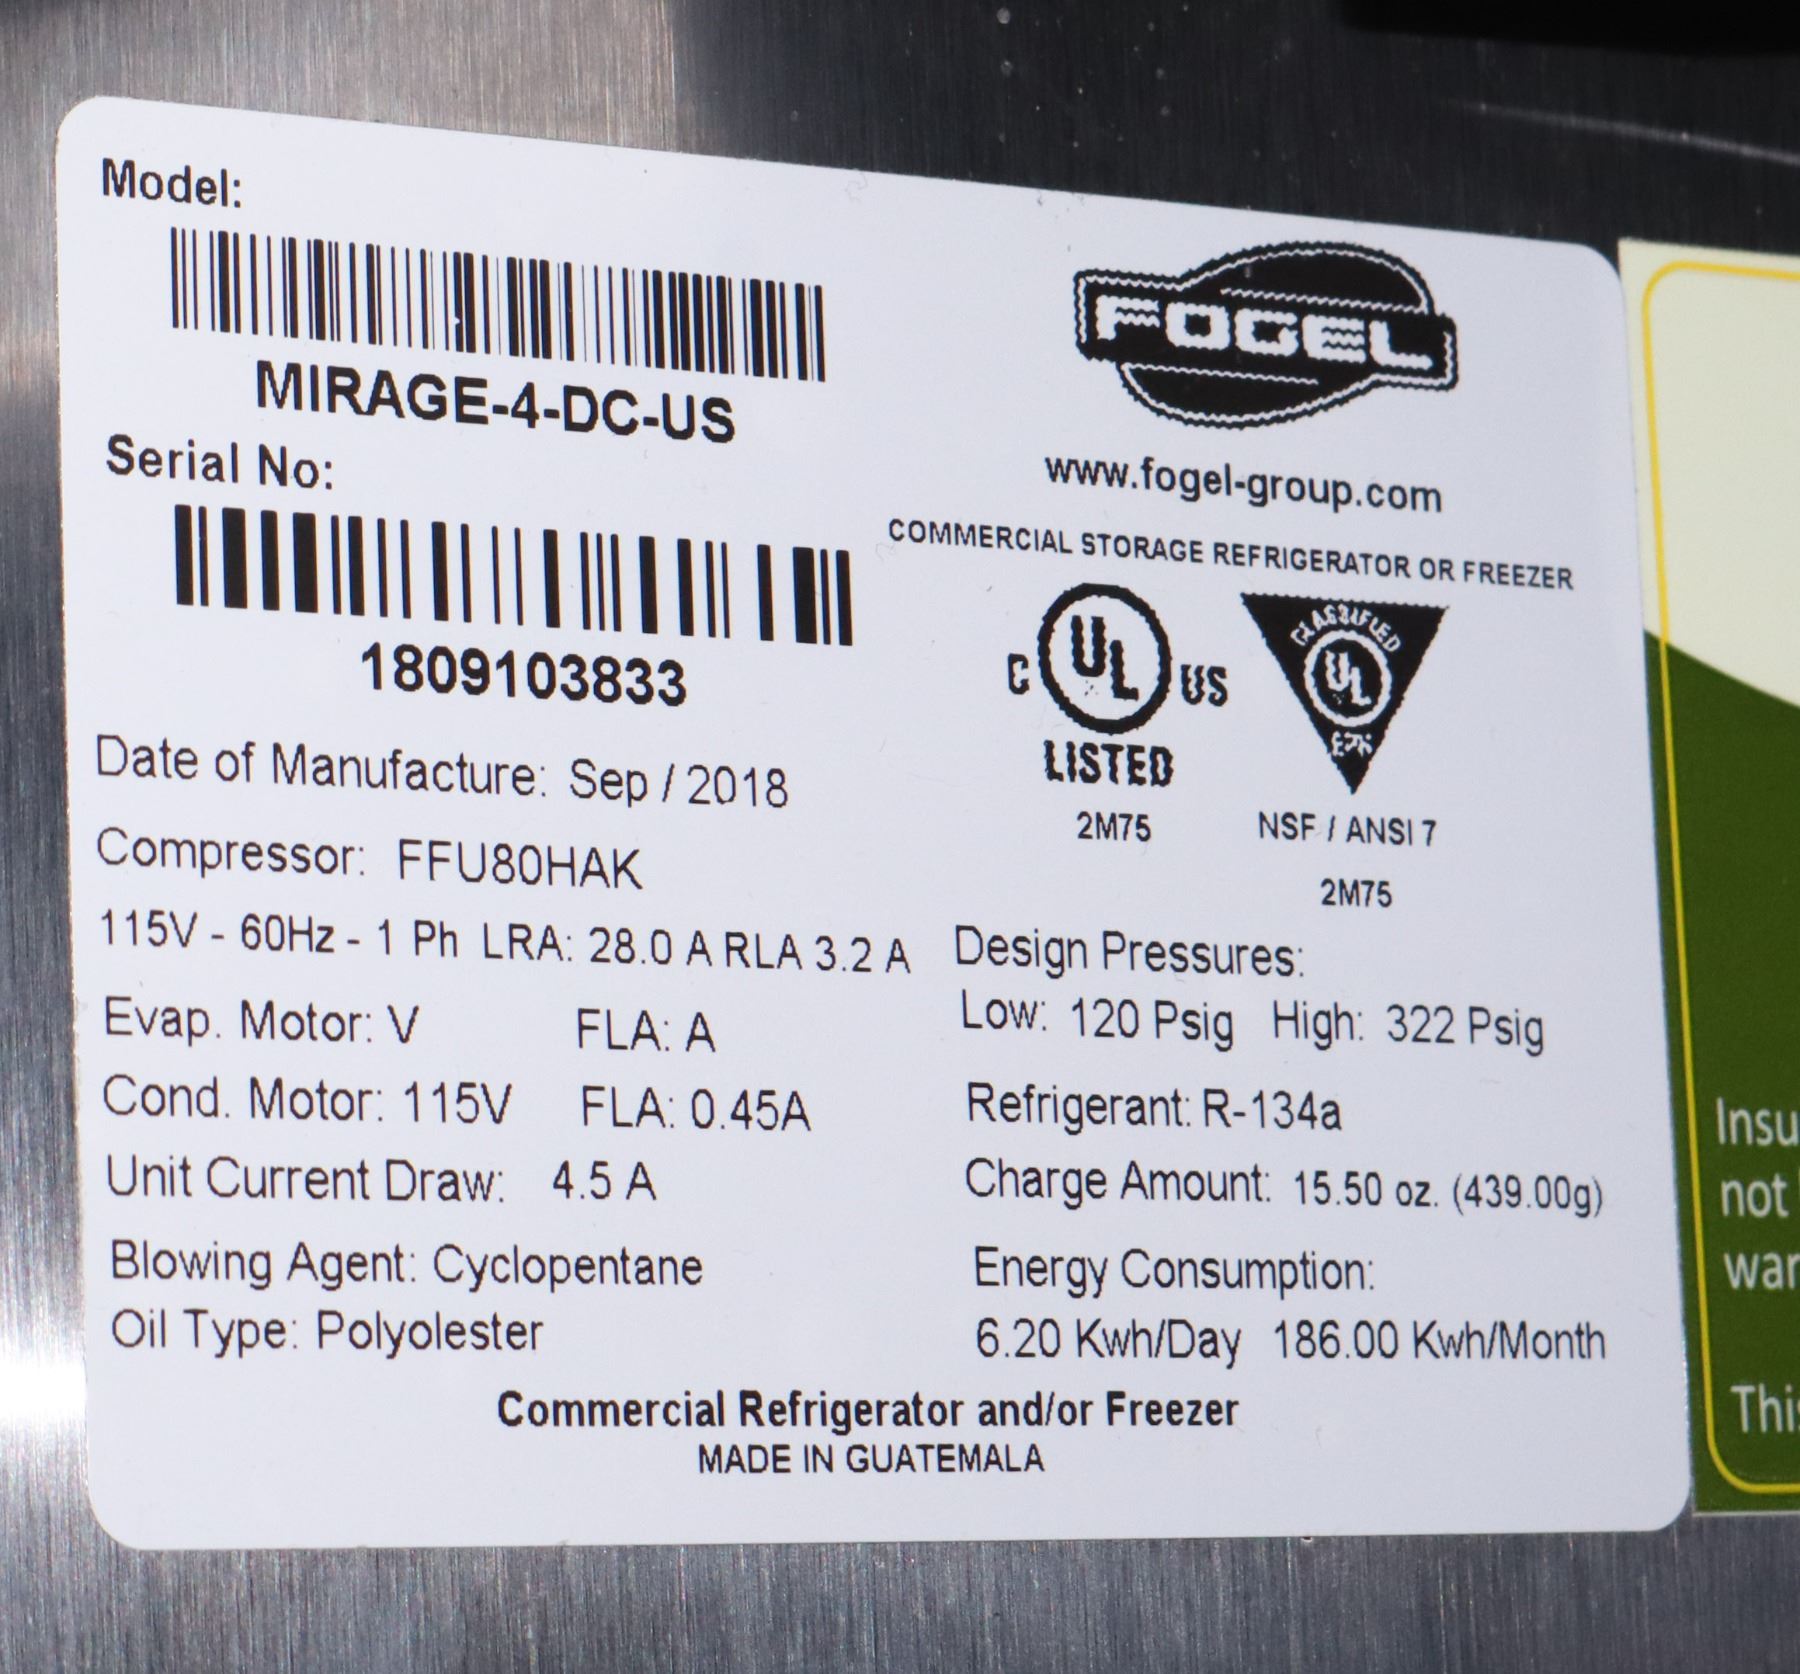 Model:
MIRAGE-4-DC-US
Serial No:
1809103833
Date of Manufacture: Sep / 2018
Compressor: FFU80HAK
115V - 60Hz - 1 Ph LRA: 28.0 A RLA 3.2 A
Evap. Motor: V FLA: A
Cond. Motor: 115V FLA: 0.45A
Unit Current Draw: 4.5 A
Blowing Agent: Cyclopentane
Oil Type: Polyolester
FOGEL
www.fogel-group.com
COMMERCIAL STORAGE REFRIGERATOR OR FREEZER
C UL US
LISTED
2M75
CLASSIFIED
UL
EPH
NSF / ANSI 7
2M75
Design Pressures:
Low: 120 Psig High: 322 Psig
Refrigerant: R-134a
Charge Amount: 15.50 oz. (439.00g)
Energy Consumption:
6.20 Kwh/Day 186.00 Kwh/Month
Commercial Refrigerator and/or Freezer
MADE IN GUATEMALA
Insu
not
war
This